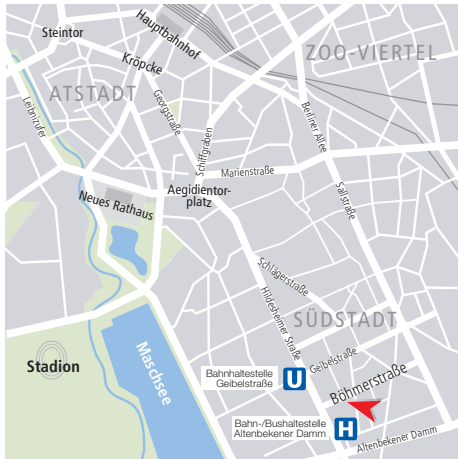 Steintor
Hauptbahnhof
Kröpcke
ZOO-VIERTEL
ATSTADT
Leibnizufer
Georgstraße
Schiffgraben
Berliner Allee
Marienstraße
Aegidientor-
platz
Neues Rathaus
Sallstraße
Schlägerstraße
Hildesheimer Straße
SÜDSTADT
Maschsee
Stadion
Geibelstraße
Bahnhaltestelle
Geibelstraße
U
Böhmerstraße
Bahn-/Bushaltestelle
Altenbekener Damm
H
Altenbekener Damm